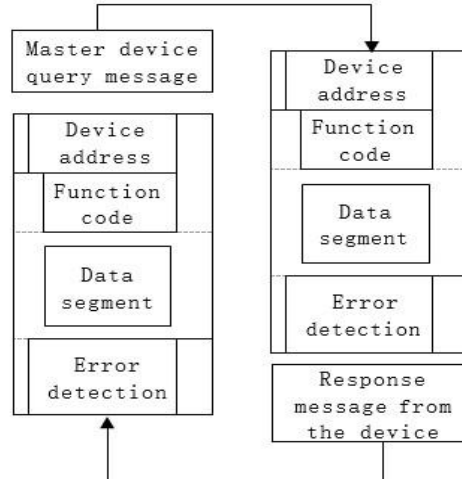 Master device
query message
Device
address
Function
code
Data
segment
Error
detection
Device
address
Function
code
Data
segment
Error
detection
Response
message from
the device